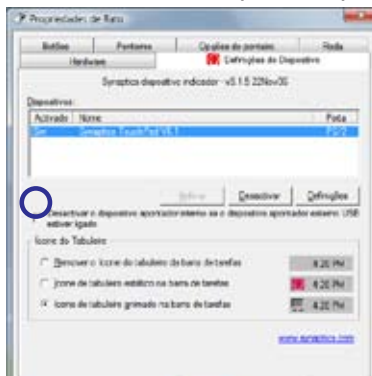 Propriedades de Rato
Botões Ponteiros Opções do ponteiro Roda
Hardware Definições do Dispositivo
Synaptics dispositivo indicador - v8.1.5 22Nov05
Dispositivos:
Activado Nome Porta
Sim Synaptics TouchPad V6.1 PS/2
Activar Desactivar Definições
Desactivar o dispositivo apontador interno se o dispositivo apontador externo USB
estiver ligado
Ícone do Tabuleiro
Remover o ícone do tabuleiro da barra de tarefas 4:20 PM
Ícone de tabuleiro estático na barra de tarefas 4:20 PM
Ícone de tabuleiro animado na barra de tarefas 4:20 PM
www.synaptics.com